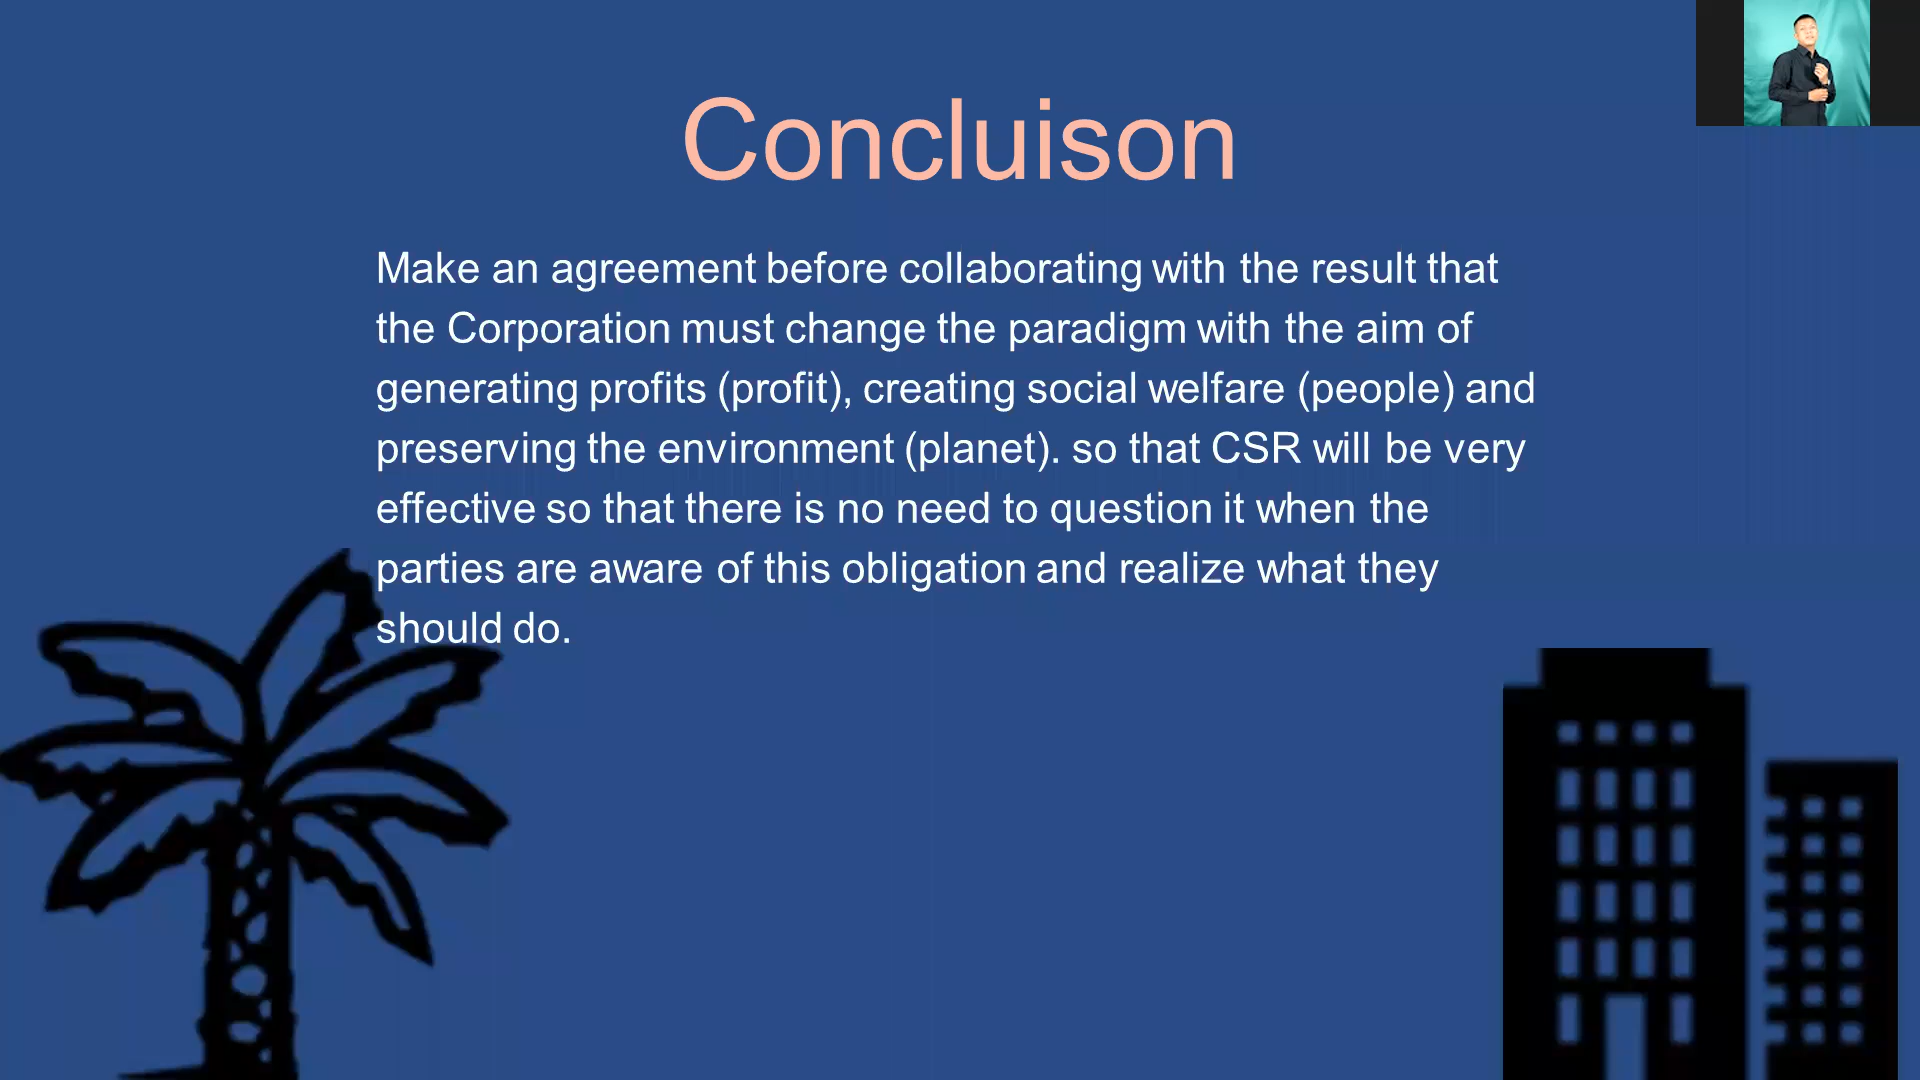 Concluison
Make an agreement before collaborating with the result that
the Corporation must change the paradigm with the aim of
generating profits (profit), creating social welfare (people) and
preserving the environment (planet). so that CSR will be very
effective so that there is no need to question it when the
parties are aware of this obligation and realize what they
should do.